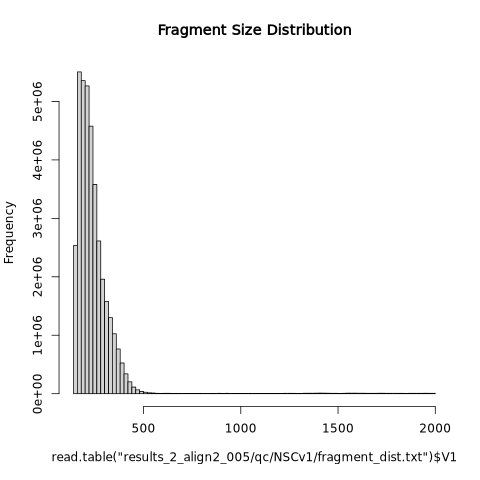 Fragment Size Distribution
Frequency
5e+06
4e+06
3e+06
2e+06
1e+06
0e+00
500 1000 1500 2000
read.table("results_2_align2_005/qc/NSCv1/fragment_dist.txt")$V1